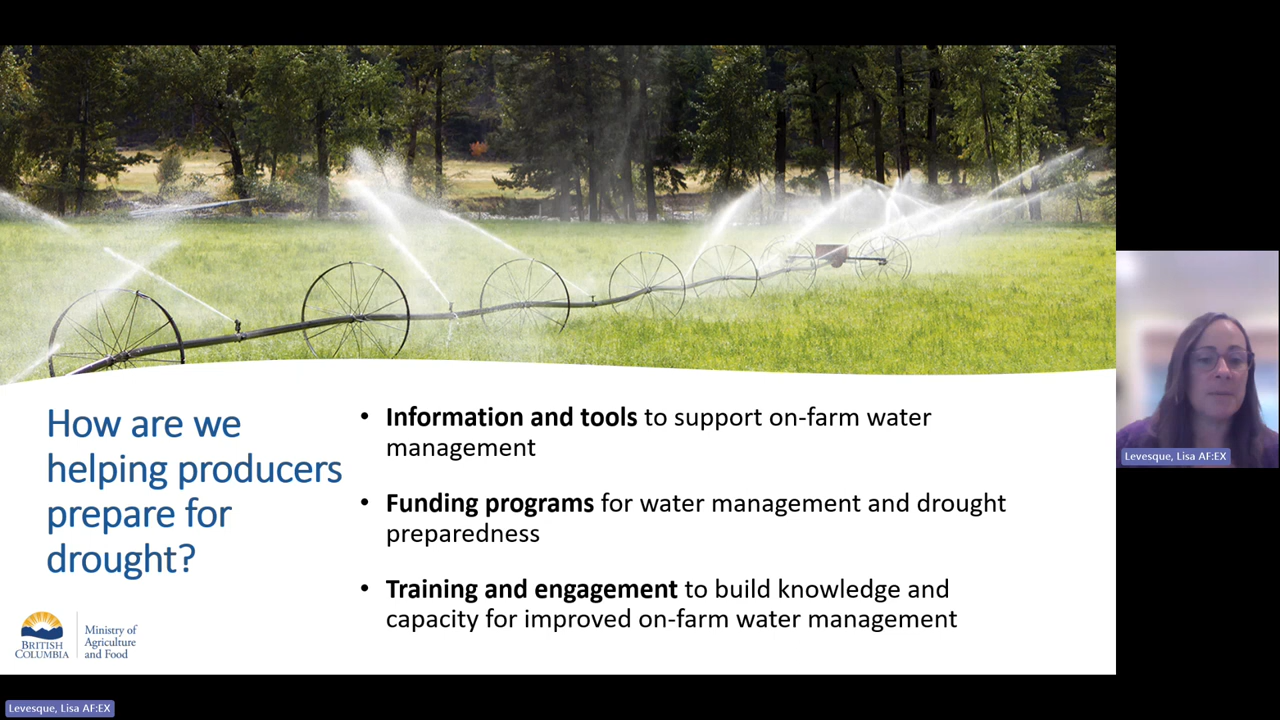 How are we
helping producers
prepare for
drought?
• Information and tools to support on-farm water
management
• Funding programs for water management and drought
preparedness
• Training and engagement to build knowledge and
capacity for improved on-farm water management
BRITISH
COLUMBIA
Ministry of
Agriculture
and Food
Levesque, Lisa AF:EX
Levesque, Lisa AF:EX